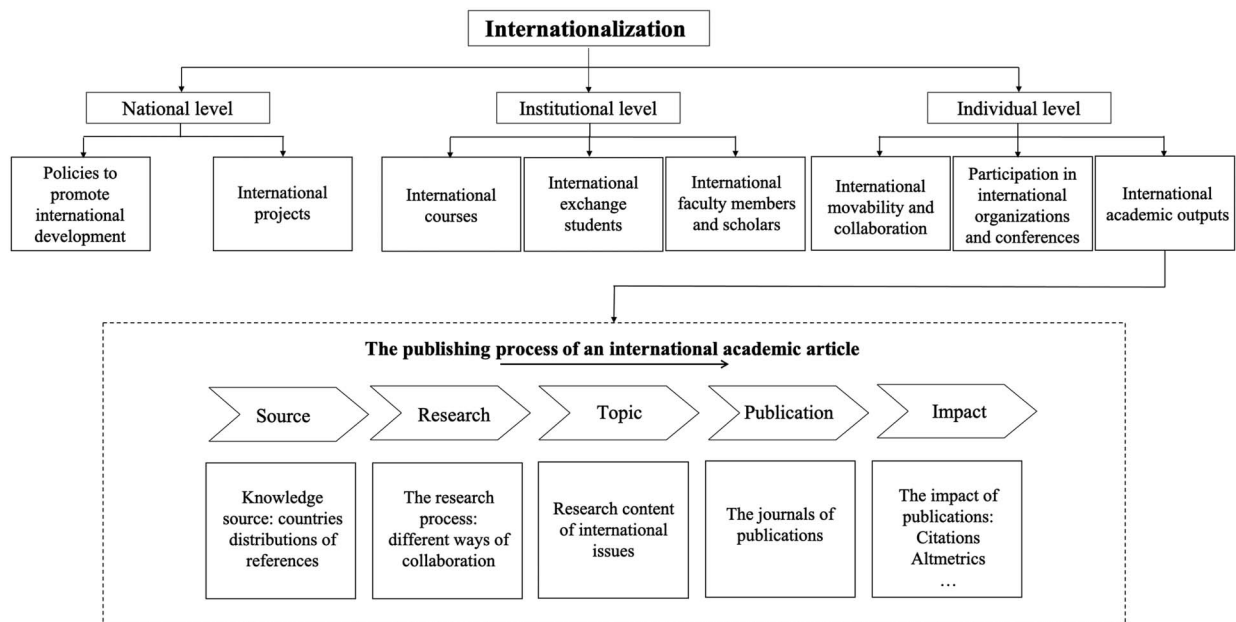 Internationalization
National level
Institutional level
Individual level
Policies to
promote
international
development
International
projects
International
courses
International
exchange
students
International
faculty members
and scholars
International
movability and
collaboration
Participation in
international
organizations
and conferences
International
academic outputs
The publishing process of an international academic article
Source
Research
Topic
Publication
Impact
Knowledge
source: countries
distributions of
references
The research
process:
different ways of
collaboration
Research content
of international
issues
The journals of
publications
The impact of
publications:
Citations
Altmetrics
…